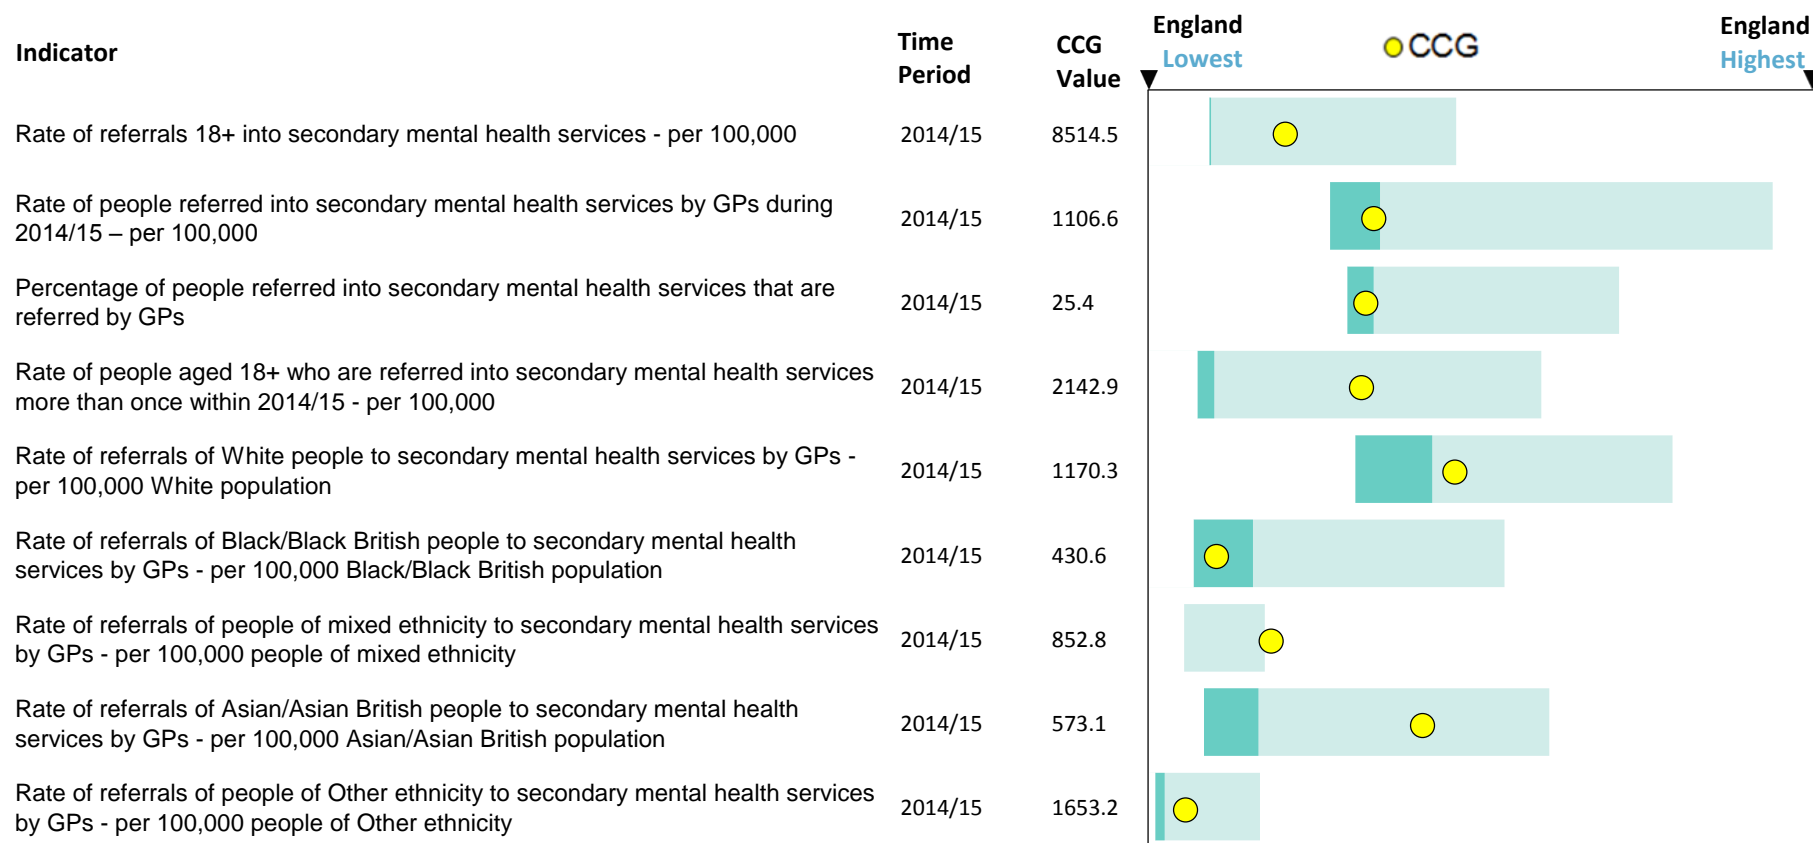 Indicator
Time Period
CCG Value
England Lowest
CCG
England Highest
Rate of referrals 18+ into secondary mental health services - per 100,000
2014/15
8514.5
Rate of people referred into secondary mental health services by GPs during
2014/15 – per 100,000
2014/15
1106.6
Percentage of people referred into secondary mental health services that are
referred by GPs
2014/15
25.4
Rate of people aged 18+ who are referred into secondary mental health services
more than once within 2014/15 - per 100,000
2014/15
2142.9
Rate of referrals of White people to secondary mental health services by GPs -
per 100,000 White population
2014/15
1170.3
Rate of referrals of Black/Black British people to secondary mental health
services by GPs - per 100,000 Black/Black British population
2014/15
430.6
Rate of referrals of people of mixed ethnicity to secondary mental health services
by GPs - per 100,000 people of mixed ethnicity
2014/15
852.8
Rate of referrals of Asian/Asian British people to secondary mental health
services by GPs - per 100,000 Asian/Asian British population
2014/15
573.1
Rate of referrals of people of Other ethnicity to secondary mental health services
by GPs - per 100,000 people of Other ethnicity
2014/15
1653.2